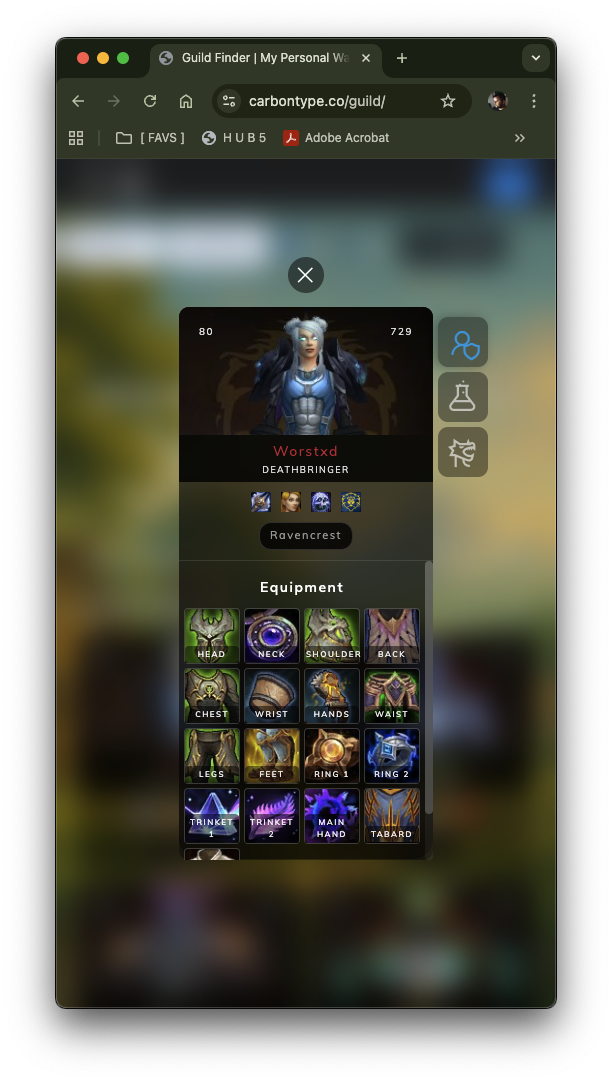 Guild Finder | My Personal Wa
carbontype.co/guild/
[ FAVS ]
H U B 5
Adobe Acrobat
80
729
Worstxd
DEATHBRINGER
Ravencrest
Equipment
HEAD
NECK
SHOULDER
BACK
CHEST
WRIST
HANDS
WAIST
LEGS
FEET
RING 1
RING 2
TRINKET
1
TRINKET
2
MAIN
HAND
TABARD